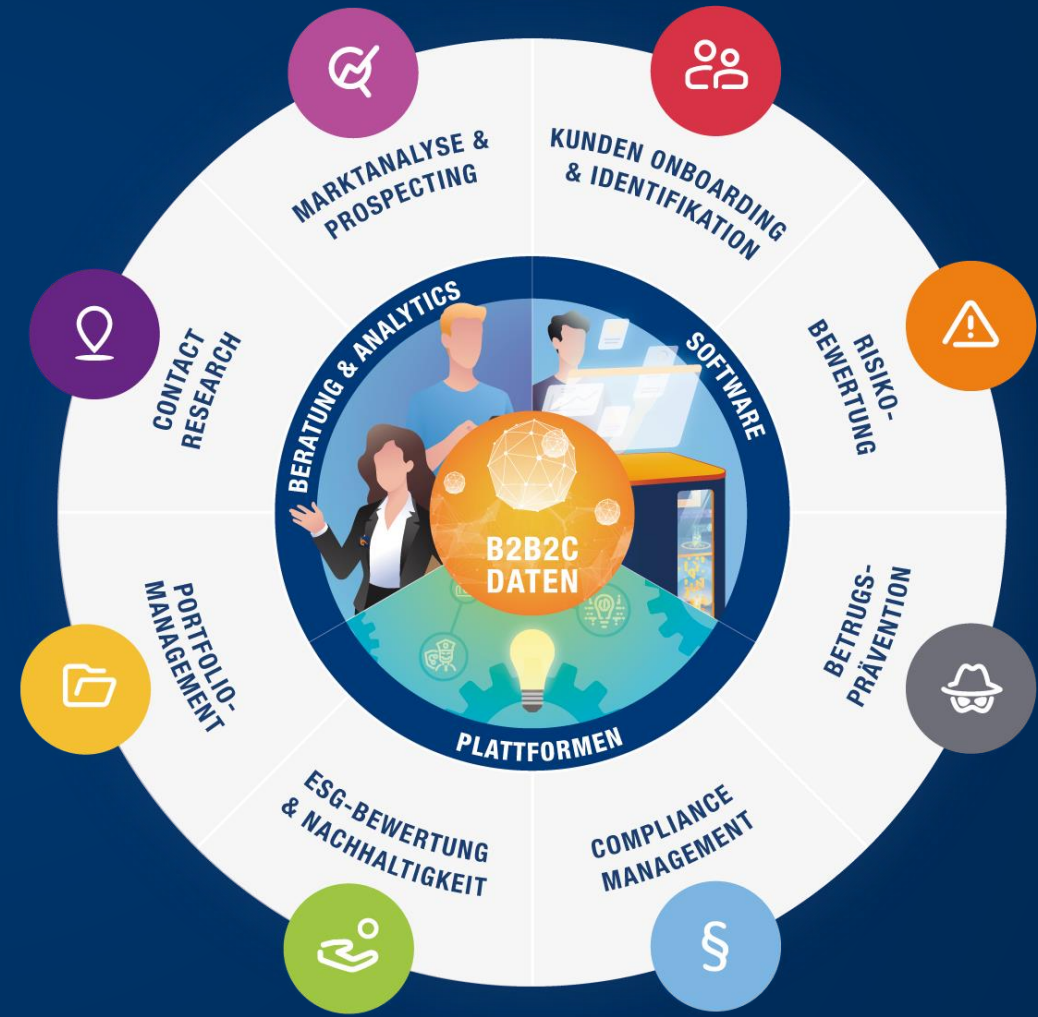 MARKTANALYSE &
PROSPECTING
KUNDEN ONBOARDING
& IDENTIFIKATION
RISIKO-
BEWERTUNG
BETRUGS-
PRÄVENTION
COMPLIANCE
MANAGEMENT
ESG-BEWERTUNG
& NACHHALTIGKEIT
PORTFOLIO-
MANAGEMENT
CONTACT
RESEARCH
BERATUNG & ANALYTICS
SOFTWARE
PLATTFORMEN
B2B2C
DATEN
§